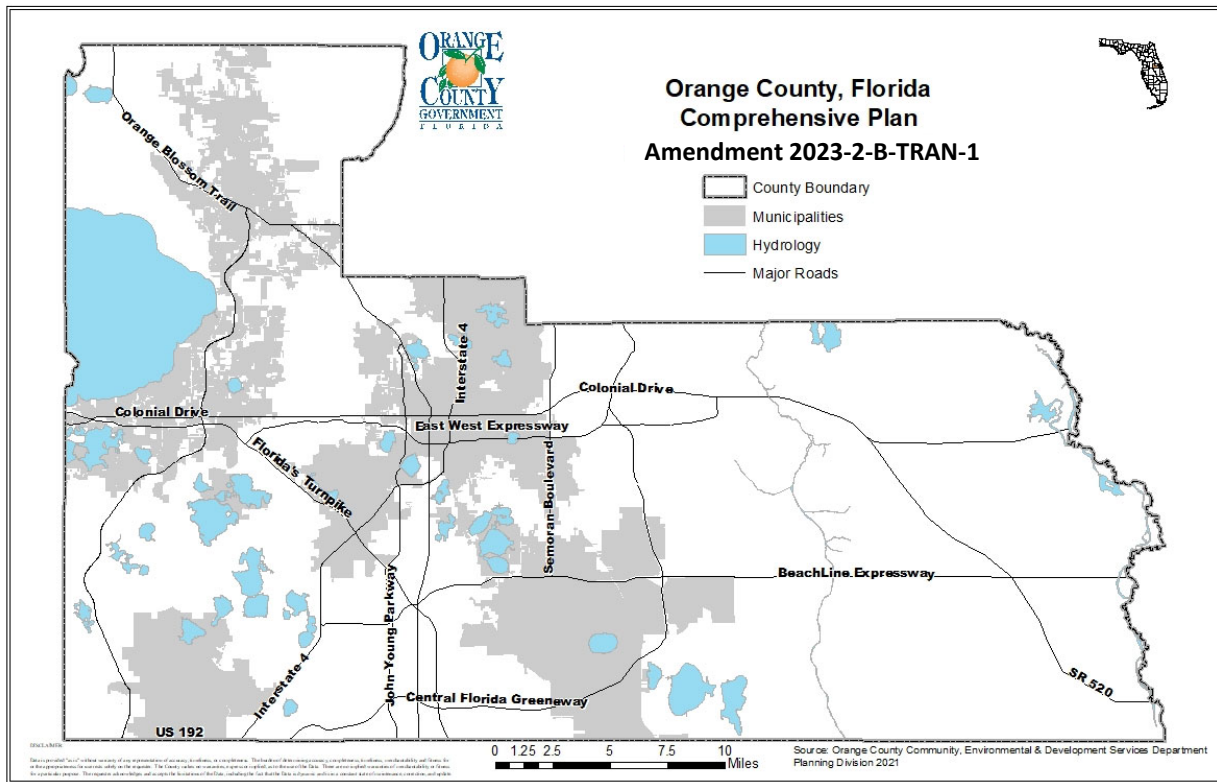 ORANGE
COUNTY
GOVERNMENT
FLORIDA
Orange County, Florida
Comprehensive Plan
Amendment 2023-2-B-TRAN-1
County Boundary
Municipalities
Hydrology
Major Roads
Orange Blossom Trail
Interstate 4
Colonial Drive
Colonial Drive
East West Expressway
Florida's Turnpike
Semoran Boulevard
John Young Parkway
BeachLine Expressway
Interstate 4
Central Florida Greeneway
SR 520
US 192
0 1.25 2.5 5 7.5 10
Miles
Source: Orange County Community, Environmental & Development Services Department
Planning Division 2021
DISCLAIMER: